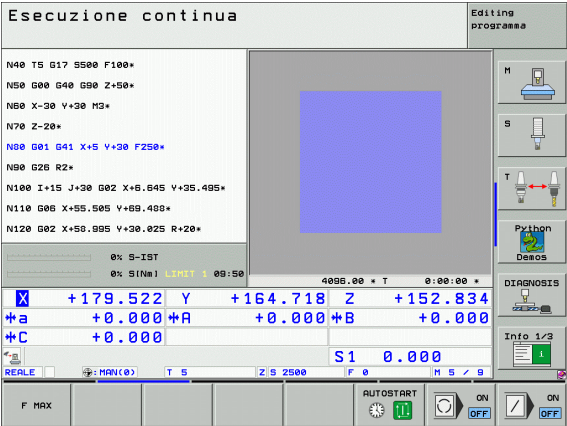 Esecuzione continua
Editing
programma
N40 T5 G17 S500 F100*
N50 G00 G40 G90 Z+50*
N60 X-30 Y+30 M3*
N70 Z-20*
N80 G01 G41 X+5 Y+30 F250*
N90 G26 R2*
N100 I+15 J+30 G02 X+6.645 Y+35.495*
N110 G06 X+55.505 Y+69.488*
N120 G02 X+58.995 Y+30.025 R+20*
0% S-IST
0% S[Nm] LIMIT 1 09:50
4096.00 * T 0:00:00 *
X +179.522 Y +164.718 Z +152.834
a +0.000 A +0.000 B +0.000
C +0.000
S1 0.000
REALE MAN(0) T 5 Z S 2500 F 0 M 5 / 9
M
S
T
Python
Demos
DIAGNOSIS
Info 1/3
F MAX
AUTOSTART
ON
OFF
ON
OFF